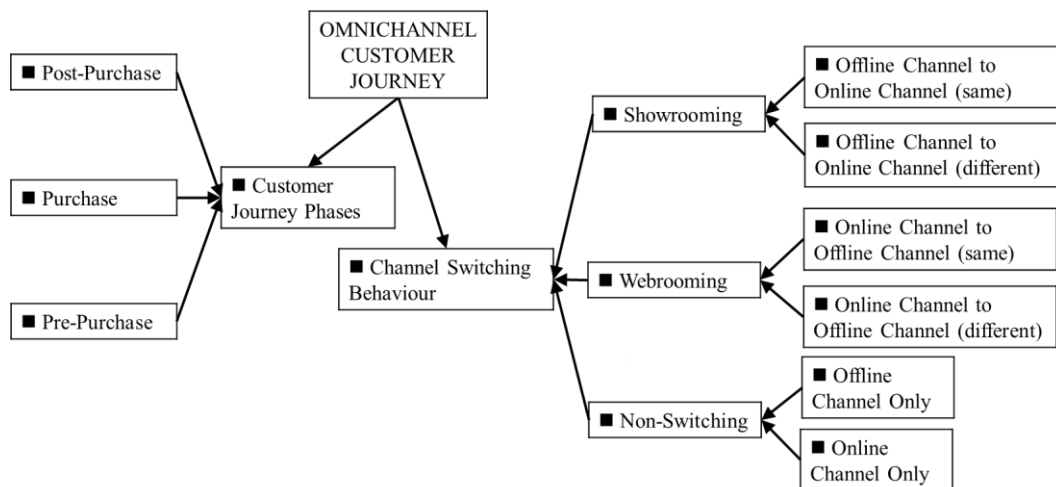 OMNICHANNEL
CUSTOMER
JOURNEY
■ Post-Purchase
■ Purchase
■ Pre-Purchase
■ Customer
Journey Phases
■ Channel Switching
Behaviour
■ Showrooming
■ Webrooming
■ Non-Switching
■ Offline Channel to
Online Channel (same)
■ Offline Channel to
Online Channel (different)
■ Online Channel to
Offline Channel (same)
■ Online Channel to
Offline Channel (different)
■ Offline
Channel Only
■ Online
Channel Only